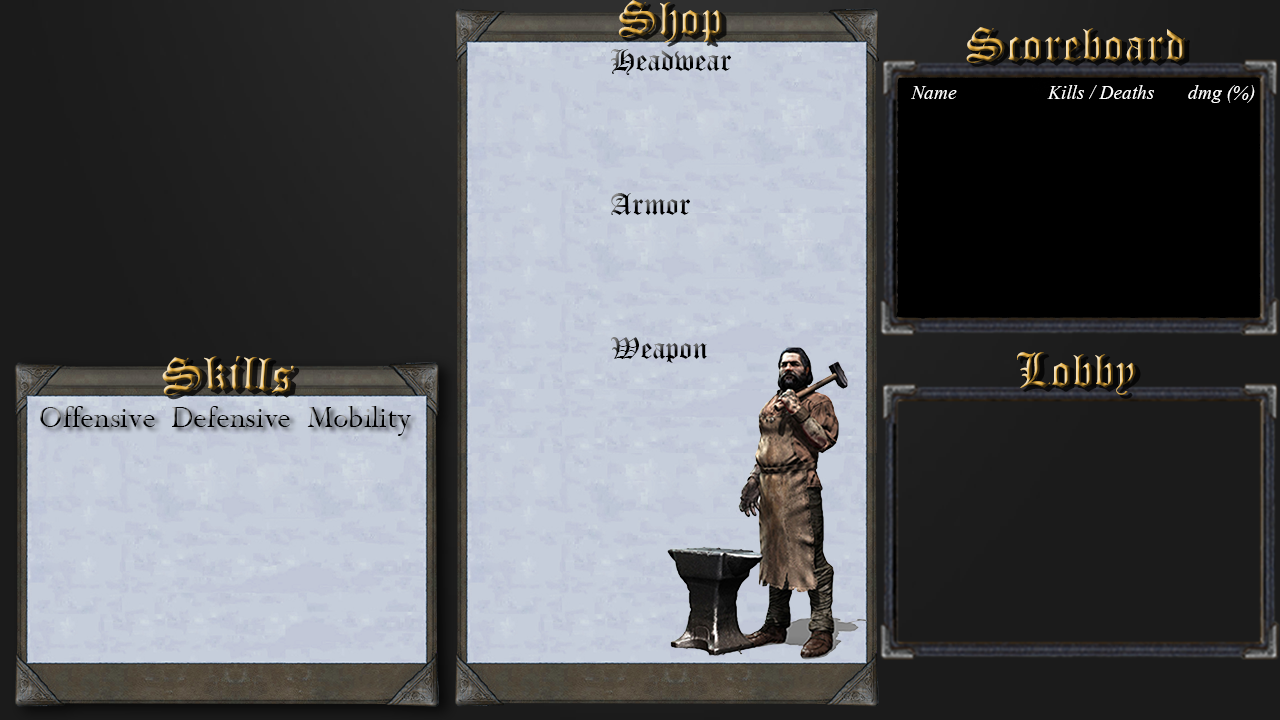 Shop
Headwear
Armor
Weapon
Scoreboard
Name Kills / Deaths dmg (%)
Skills
Offensive Defensive Mobility
Lobby